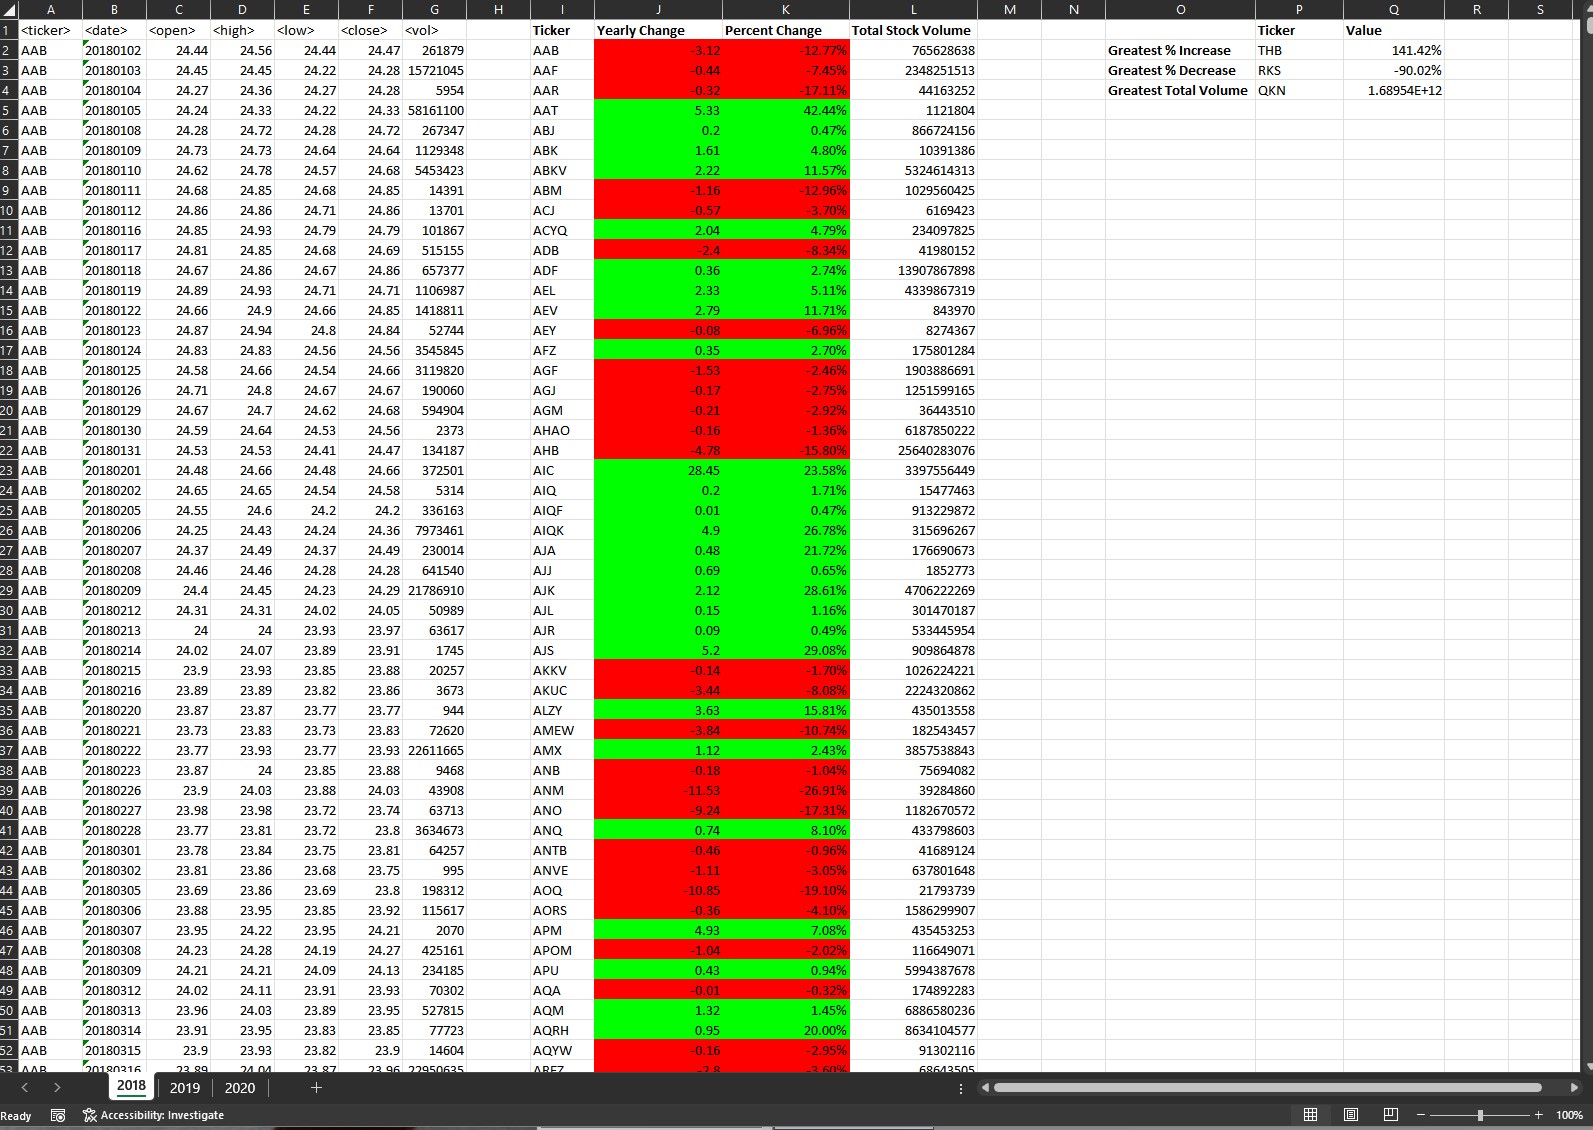 A B C D E F G H I J K L M N O P Q R S
1 <ticker> <date> <open> <high> <low> <close> <vol> Ticker Yearly Change Percent Change Total Stock Volume Ticker Value
2 AAB 20180102 24.44 24.56 24.44 24.47 261879 AAB -3.12 -12.77% 765628638 Greatest % Increase THB 141.42%
3 AAB 20180103 24.45 24.45 24.22 24.28 15721045 AAF -0.44 -7.45% 2348251513 Greatest % Decrease RKS -90.02%
4 AAB 20180104 24.27 24.36 24.27 24.28 5954 AAR -0.32 -17.11% 44163252 Greatest Total Volume QKN 1.68954E+12
5 AAB 20180105 24.24 24.33 24.22 24.33 58161100 AAT 5.33 42.44% 1121804
6 AAB 20180108 24.28 24.72 24.28 24.72 267347 ABJ 0.2 0.47% 866724156
7 AAB 20180109 24.73 24.73 24.64 24.64 1129348 ABK 1.61 4.80% 10391386
8 AAB 20180110 24.62 24.78 24.57 24.68 5453423 ABKV 2.22 11.57% 5324614313
9 AAB 20180111 24.68 24.85 24.68 24.85 14391 ABM -1.16 -12.96% 1029560425
10 AAB 20180112 24.86 24.86 24.71 24.86 13701 ACJ -0.57 -3.70% 6169423
11 AAB 20180116 24.85 24.93 24.79 24.79 101867 ACYQ 2.04 4.79% 234097825
12 AAB 20180117 24.81 24.85 24.68 24.69 515155 ADB -2.4 -8.34% 41980152
13 AAB 20180118 24.67 24.86 24.67 24.86 657377 ADF 0.36 2.74% 13907867898
14 AAB 20180119 24.89 24.93 24.71 24.71 1106987 AEL 2.33 5.11% 4339867319
15 AAB 20180122 24.66 24.9 24.66 24.85 1418811 AEV 2.79 11.71% 843970
16 AAB 20180123 24.87 24.94 24.8 24.84 52744 AEY -0.08 -6.96% 8274367
17 AAB 20180124 24.83 24.83 24.56 24.56 3545845 AFZ 0.35 2.70% 175801284
18 AAB 20180125 24.58 24.66 24.54 24.66 3119820 AGF -1.53 -2.46% 1903886691
19 AAB 20180126 24.71 24.8 24.67 24.67 190060 AGJ -0.17 -2.75% 1251599165
20 AAB 20180129 24.67 24.7 24.62 24.68 594904 AGM -0.21 -2.92% 36443510
21 AAB 20180130 24.59 24.64 24.53 24.56 2373 AHAO -0.16 -1.36% 6187850222
22 AAB 20180131 24.53 24.53 24.41 24.47 134187 AHB -4.78 -15.80% 25640283076
23 AAB 20180201 24.48 24.66 24.48 24.66 372501 AIC 28.45 23.58% 3397556449
24 AAB 20180202 24.65 24.65 24.54 24.58 5314 AIQ 0.2 1.71% 15477463
25 AAB 20180205 24.55 24.6 24.2 24.2 336163 AIQF 0.01 0.47% 913229872
26 AAB 20180206 24.25 24.43 24.24 24.36 7973461 AIQK 4.9 26.78% 315696267
27 AAB 20180207 24.37 24.49 24.37 24.49 230014 AJA 0.48 21.72% 176690673
28 AAB 20180208 24.46 24.46 24.28 24.28 641540 AJJ 0.69 0.65% 1852773
29 AAB 20180209 24.4 24.45 24.23 24.29 21786910 AJK 2.12 28.61% 4706222269
30 AAB 20180212 24.31 24.31 24.02 24.05 50989 AJL 0.15 1.16% 301470187
31 AAB 20180213 24 24 23.93 23.97 63617 AJR 0.09 0.49% 533445954
32 AAB 20180214 24.02 24.07 23.89 23.91 1745 AJS 5.2 29.08% 909864878
33 AAB 20180215 23.9 23.93 23.85 23.88 20257 AKKV -0.14 -1.70% 1026224221
34 AAB 20180216 23.89 23.89 23.82 23.86 3673 AKUC -3.44 -8.08% 2224320862
35 AAB 20180220 23.87 23.87 23.77 23.77 944 ALZY 3.63 15.81% 435013558
36 AAB 20180221 23.73 23.83 23.73 23.83 72620 AMEW -3.84 -10.74% 182543457
37 AAB 20180222 23.77 23.93 23.77 23.93 22611665 AMX 1.12 2.43% 3857538843
38 AAB 20180223 23.87 24 23.85 23.88 9468 ANB -0.18 -1.04% 75694082
39 AAB 20180226 23.9 24.03 23.88 24.03 43908 ANM -11.53 -26.91% 39284860
40 AAB 20180227 23.98 23.98 23.72 23.74 63713 ANO -9.24 -17.31% 1182670572
41 AAB 20180228 23.77 23.81 23.72 23.8 3634673 ANQ 0.74 8.10% 433798603
42 AAB 20180301 23.78 23.84 23.75 23.81 64257 ANTB -0.46 -0.96% 41689124
43 AAB 20180302 23.81 23.86 23.68 23.75 995 ANVE -1.11 -3.05% 637801648
44 AAB 20180305 23.69 23.86 23.69 23.8 198312 AOQ -10.85 -19.10% 21793739
45 AAB 20180306 23.88 23.95 23.85 23.92 115617 AORS -0.36 -4.10% 1586299907
46 AAB 20180307 23.95 24.22 23.95 24.21 2070 APM 4.93 7.08% 435453253
47 AAB 20180308 24.23 24.28 24.19 24.27 425161 APOM -1.04 -2.02% 116649071
48 AAB 20180309 24.21 24.21 24.09 24.13 234185 APU 0.43 0.94% 5994387678
49 AAB 20180312 24.02 24.11 23.91 23.93 70302 AQA -0.01 -0.32% 174892283
50 AAB 20180313 23.96 24.03 23.89 23.95 527815 AQM 1.32 1.45% 6886580236
51 AAB 20180314 23.91 23.95 23.83 23.85 77723 AQRH 0.95 20.00% 8634104577
52 AAB 20180315 23.9 23.93 23.82 23.9 14604 AQYW -0.16 -2.95% 91302116
53 AAB 20180316 23.89 24.04 23.87 23.96 22950635 AREZ -2.8 -3.60% 68643505
2018 2019 2020
Ready Accessibility: Investigate 100%